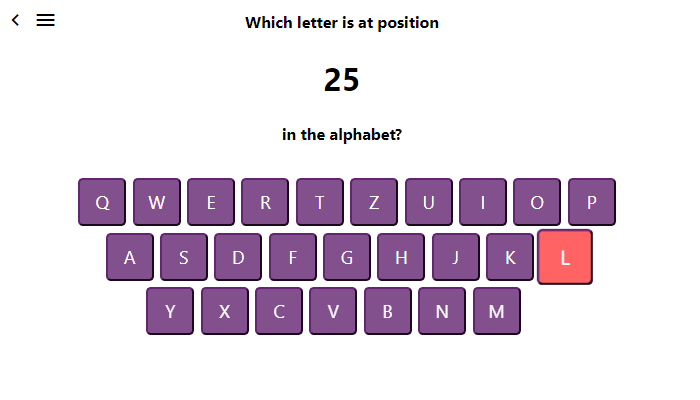 Which letter is at position
25
in the alphabet?
Q W E R T Z U I O P
A S D F G H J K L
Y X C V B N M